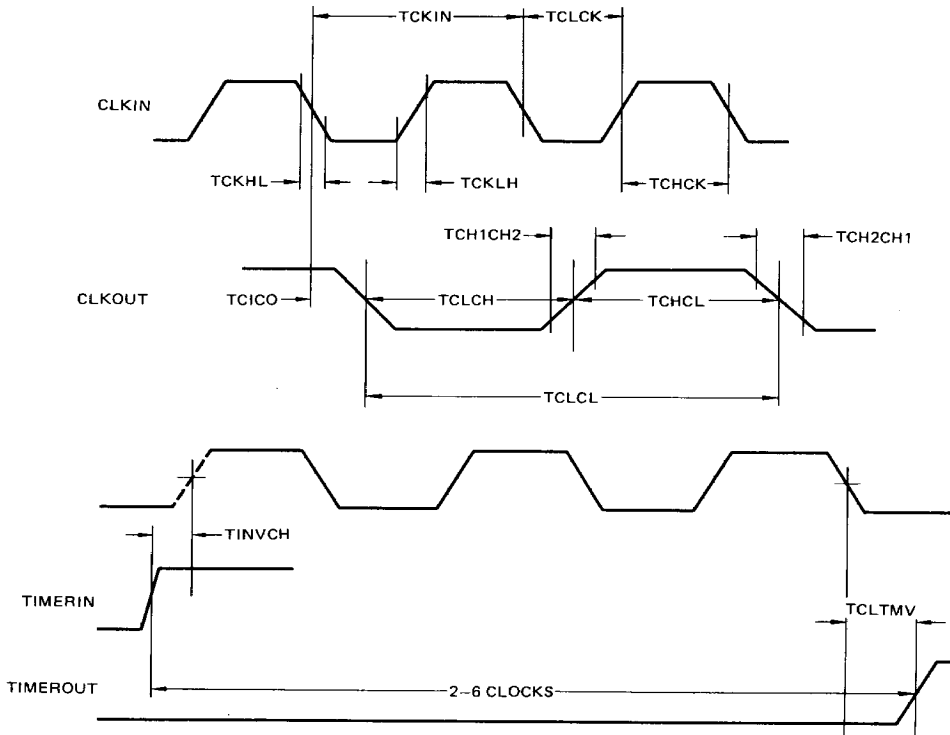 TCKIN
TCLCK
CLKIN
TCKHL
TCKLH
TCHCK
TCH1CH2
TCH2CH1
CLKOUT
TCICO
TCLCH
TCHCL
TCLCL
TINVCH
TIMERIN
TCLTMV
TIMEROUT
2–6 CLOCKS